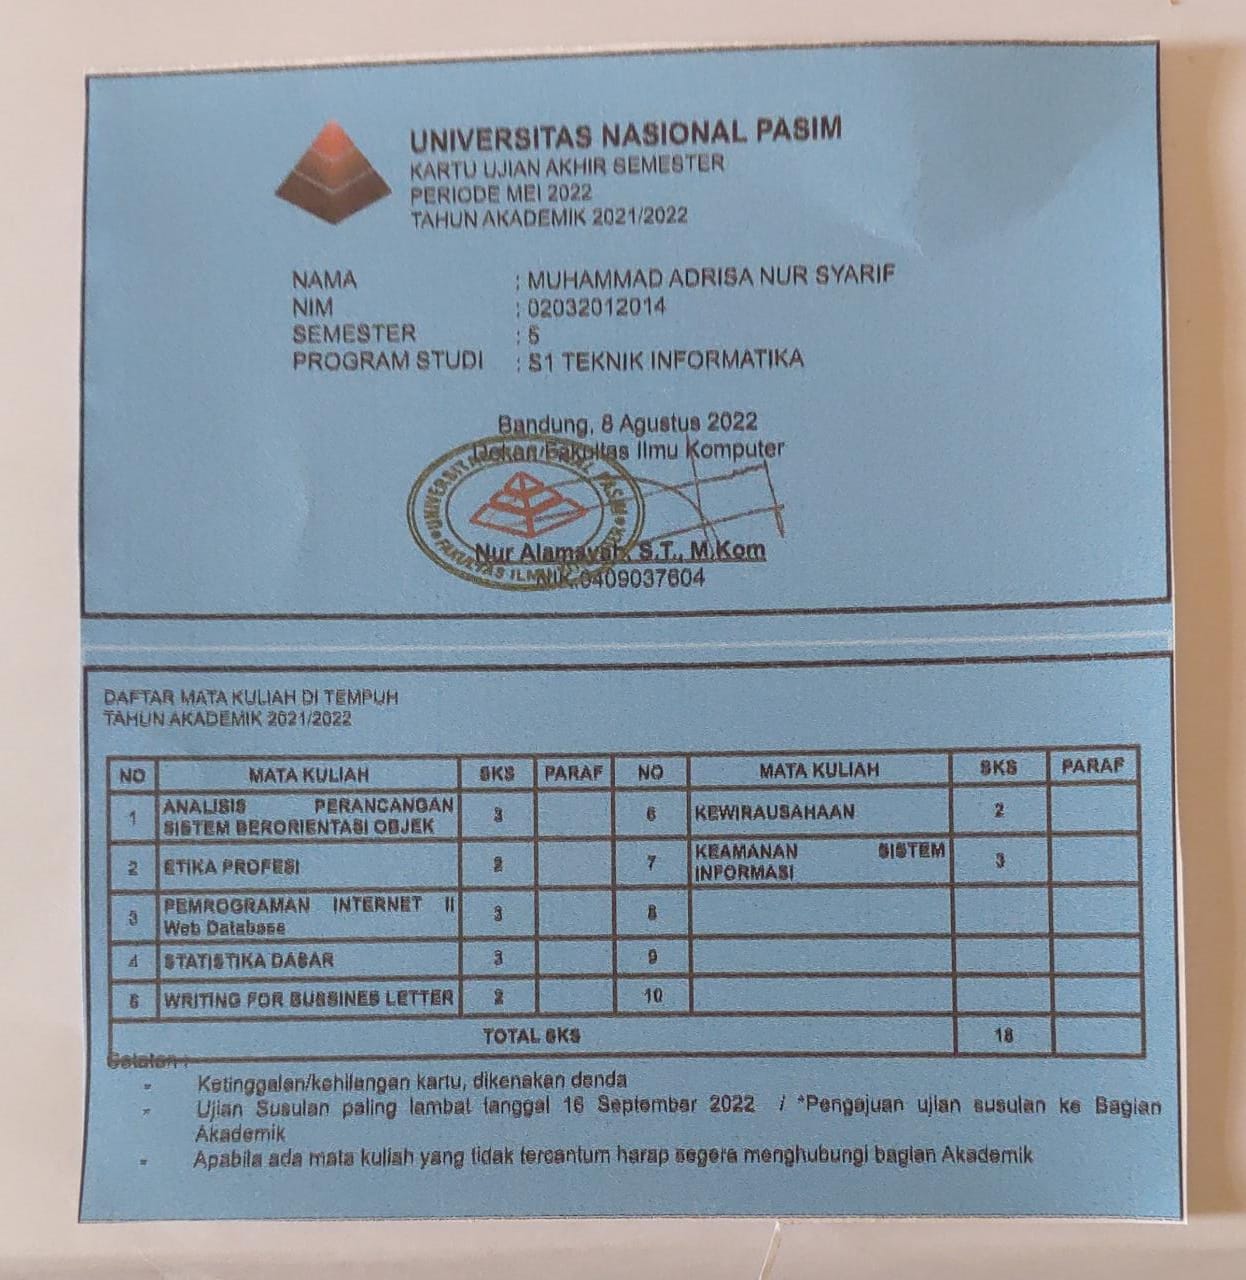 UNIVERSITAS NASIONAL PASIM
KARTU UJIAN AKHIR SEMESTER
PERIODE MEI 2022
TAHUN AKADEMIK 2021/2022
NAMA : MUHAMMAD ADRISA NUR SYARIF
NIM : 02032012014
SEMESTER : 5
PROGRAM STUDI : S1 TEKNIK INFORMATIKA
Bandung, 8 Agustus 2022
Dekan/Fakultas Ilmu Komputer
Nur Alamsyah, S.T., M.Kom
NIK.0409037604
DAFTAR MATA KULIAH DI TEMPUH
TAHUN AKADEMIK 2021/2022
NO MATA KULIAH SKS PARAF NO MATA KULIAH SKS PARAF
1 ANALISIS PERANCANGAN SISTEM BERORIENTASI OBJEK 3 6 KEWIRAUSAHAAN 2
2 ETIKA PROFESI 2 7 KEAMANAN SISTEM INFORMASI 3
3 PEMROGRAMAN INTERNET II Web Database 3 8
4 STATISTIKA DASAR 3 9
5 WRITING FOR BUSSINES LETTER 2 10
TOTAL SKS 18
Catatan :
- Ketinggalan/kehilangan kartu, dikenakan denda
- Ujian Susulan paling lambat tanggal 16 September 2022 / *Pengajuan ujian susulan ke Bagian
Akademik
- Apabila ada mata kuliah yang tidak tercantum harap segera menghubungi bagian Akademik